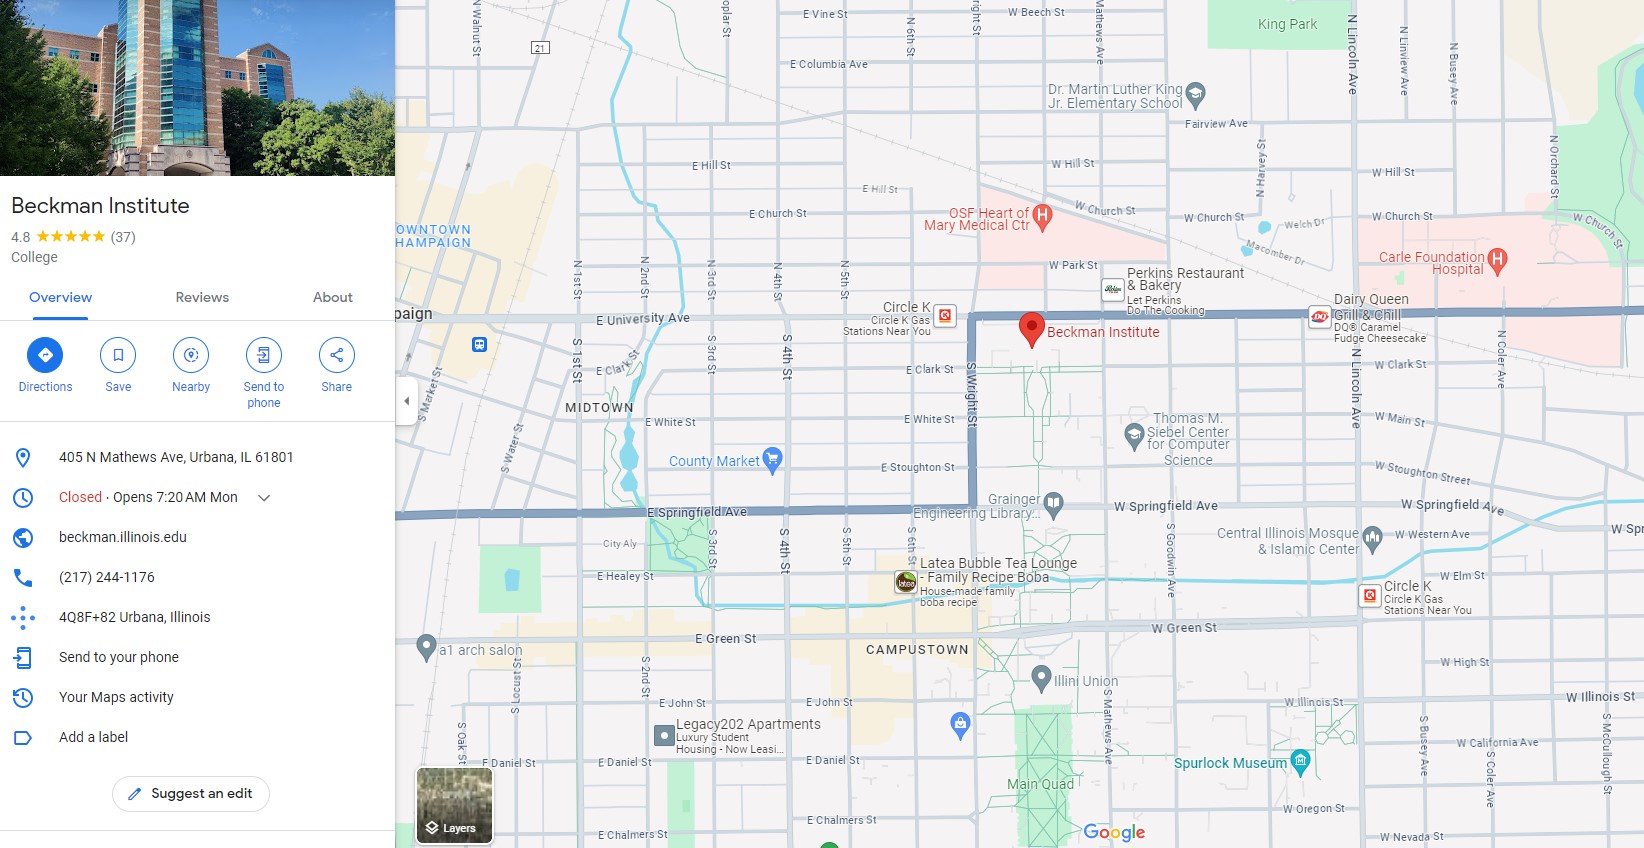 Beckman Institute
4.8 ★★★★★ (37)
College
Overview
Reviews
About
Directions
Save
Nearby
Send to
phone
Share
405 N Mathews Ave, Urbana, IL 61801
Closed · Opens 7:20 AM Mon
beckman.illinois.edu
(217) 244-1176
4Q8F+82 Urbana, Illinois
Send to your phone
Your Maps activity
Add a label
Suggest an edit
Layers
N Walnut St
oplar St
E Vine St
N 6th St
Wright St
W Beech St
Mathews Ave
King Park
N Lincoln Ave
N Linview Ave
N Busey Ave
21
E Columbia Ave
Dr. Martin Luther King
Jr. Elementary School
Fairview Ave
N Harvey St
N Orchard St
E Hill St
W Hill St
W Hill St
E Hill St
E Church St
OSF Heart of
Mary Medical Ctr
W Church St
W Church St
Welch Dr
W Church St
W Church St
Macomber Dr
OWNTOWN
HAMPAIGN
N 1st St
N 2nd St
N 3rd St
N 4th St
N 5th St
W Park St
Carle Foundation
Hospital
Perkins Restaurant
& Bakery
Let Perkins
Do The Cooking
Circle K
Circle K Gas
Stations Near You
Dairy Queen
Grill & Chill
DQ® Caramel
Fudge Cheesecake
paign
E University Ave
Beckman Institute
S 1st St
S 3rd St
S 4th St
E Clark St
E Clark St
S Wright St
N Lincoln Ave
W Clark St
N Coler Ave
S Market St
MIDTOWN
E White St
E White St
W Main St
Thomas M.
Siebel Center
for Computer
Science
S Water St
County Market
E Stoughton St
W Stoughton Street
Grainger
Engineering Library...
E Springfield Ave
W Springfield Ave
W Springfield Ave
W Spr
City Aly
S 3rd St
S 4th St
S 5th St
S 6th St
S Goodwin Ave
Central Illinois Mosque
& Islamic Center
W Western Ave
E Healey St
Latea Bubble Tea Lounge
- Family Recipe Boba
House-made family
boba recipe
latea
W Elm St
Circle K
Circle K Gas
Stations Near You
E Green St
W Green St
a1 arch salon
CAMPUSTOWN
W High St
S Locust St
S 2nd St
Illini Union
S Mathews Ave
E John St
E John St
W Illinois St
W Illinois St
S Oak St
Legacy202 Apartments
Luxury Student
Housing - Now Leasi...
S Busey Ave
S Coler Ave
S McCullough St
W California Ave
E Daniel St
E Daniel St
E Daniel St
Spurlock Museum
Main Quad
W Oregon St
E Chalmers St
E Chalmers St
Google
W Nevada St